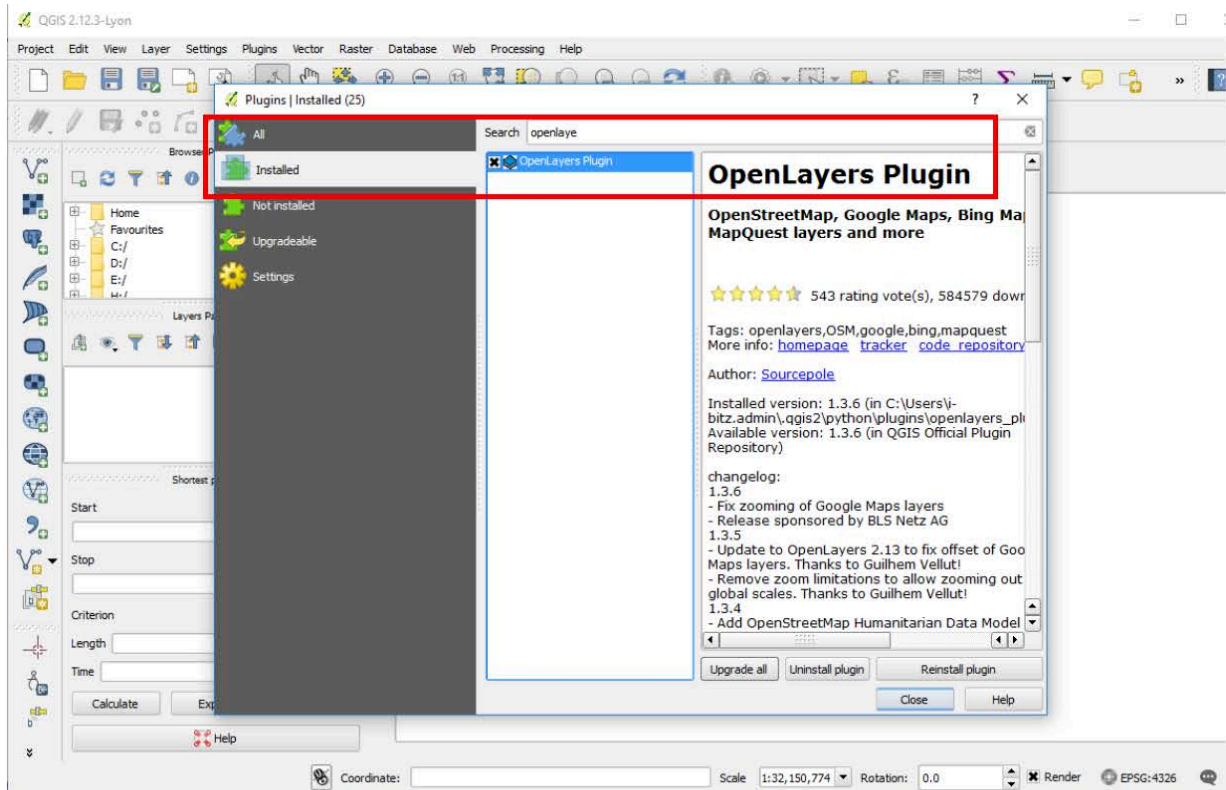 QGIS 2.12.3-Lyon
Project Edit View Layer Settings Plugins Vector Raster Database Web Processing Help
Plugins | Installed (25)
All
Installed
Not installed
Upgradeable
Settings
Search openlaye
OpenLayers Plugin
OpenLayers Plugin
OpenStreetMap, Google Maps, Bing
MapQuest layers and more
543 rating vote(s), 584579
Tags: openlayers,OSM,google,bing,mapquest
More info: homepage tracker code repository
Author: Sourcepole
Installed version: 1.3.6 (in C:\Users\i-
bitz.admin\.qgis2\python\plugins\openlayers_
Available version: 1.3.6 (in QGIS Official Plugin
Repository)
changelog:
1.3.6
- Fix zooming of Google Maps layers
- Release sponsored by BLS Netz AG
1.3.5
- Update to OpenLayers 2.13 to fix offset of Goo
Maps layers. Thanks to Guilhem Vellut!
- Remove zoom limitations to allow zooming out
global scales. Thanks to Guilhem Vellut!
1.3.4
- Add OpenStreetMap Humanitarian Data Model
Upgrade all Uninstall plugin Reinstall plugin
Close Help
Browser
Home
Favourites
C:/
D:/
E:/
Layers
Shortest
Start
Stop
Criterion
Length
Time
Calculate
Help
Coordinate: Scale 1:32,150,774 Rotation: 0.0 Render EPSG:4326